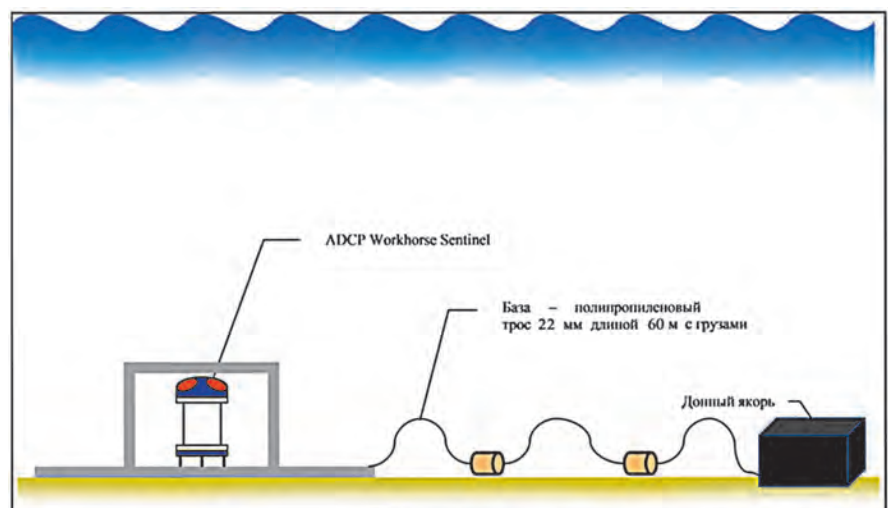 ADCP Workhorse Sentinel
База – полипропиленовый
трос 22 мм длиной 60 м с грузами
Донный якорь